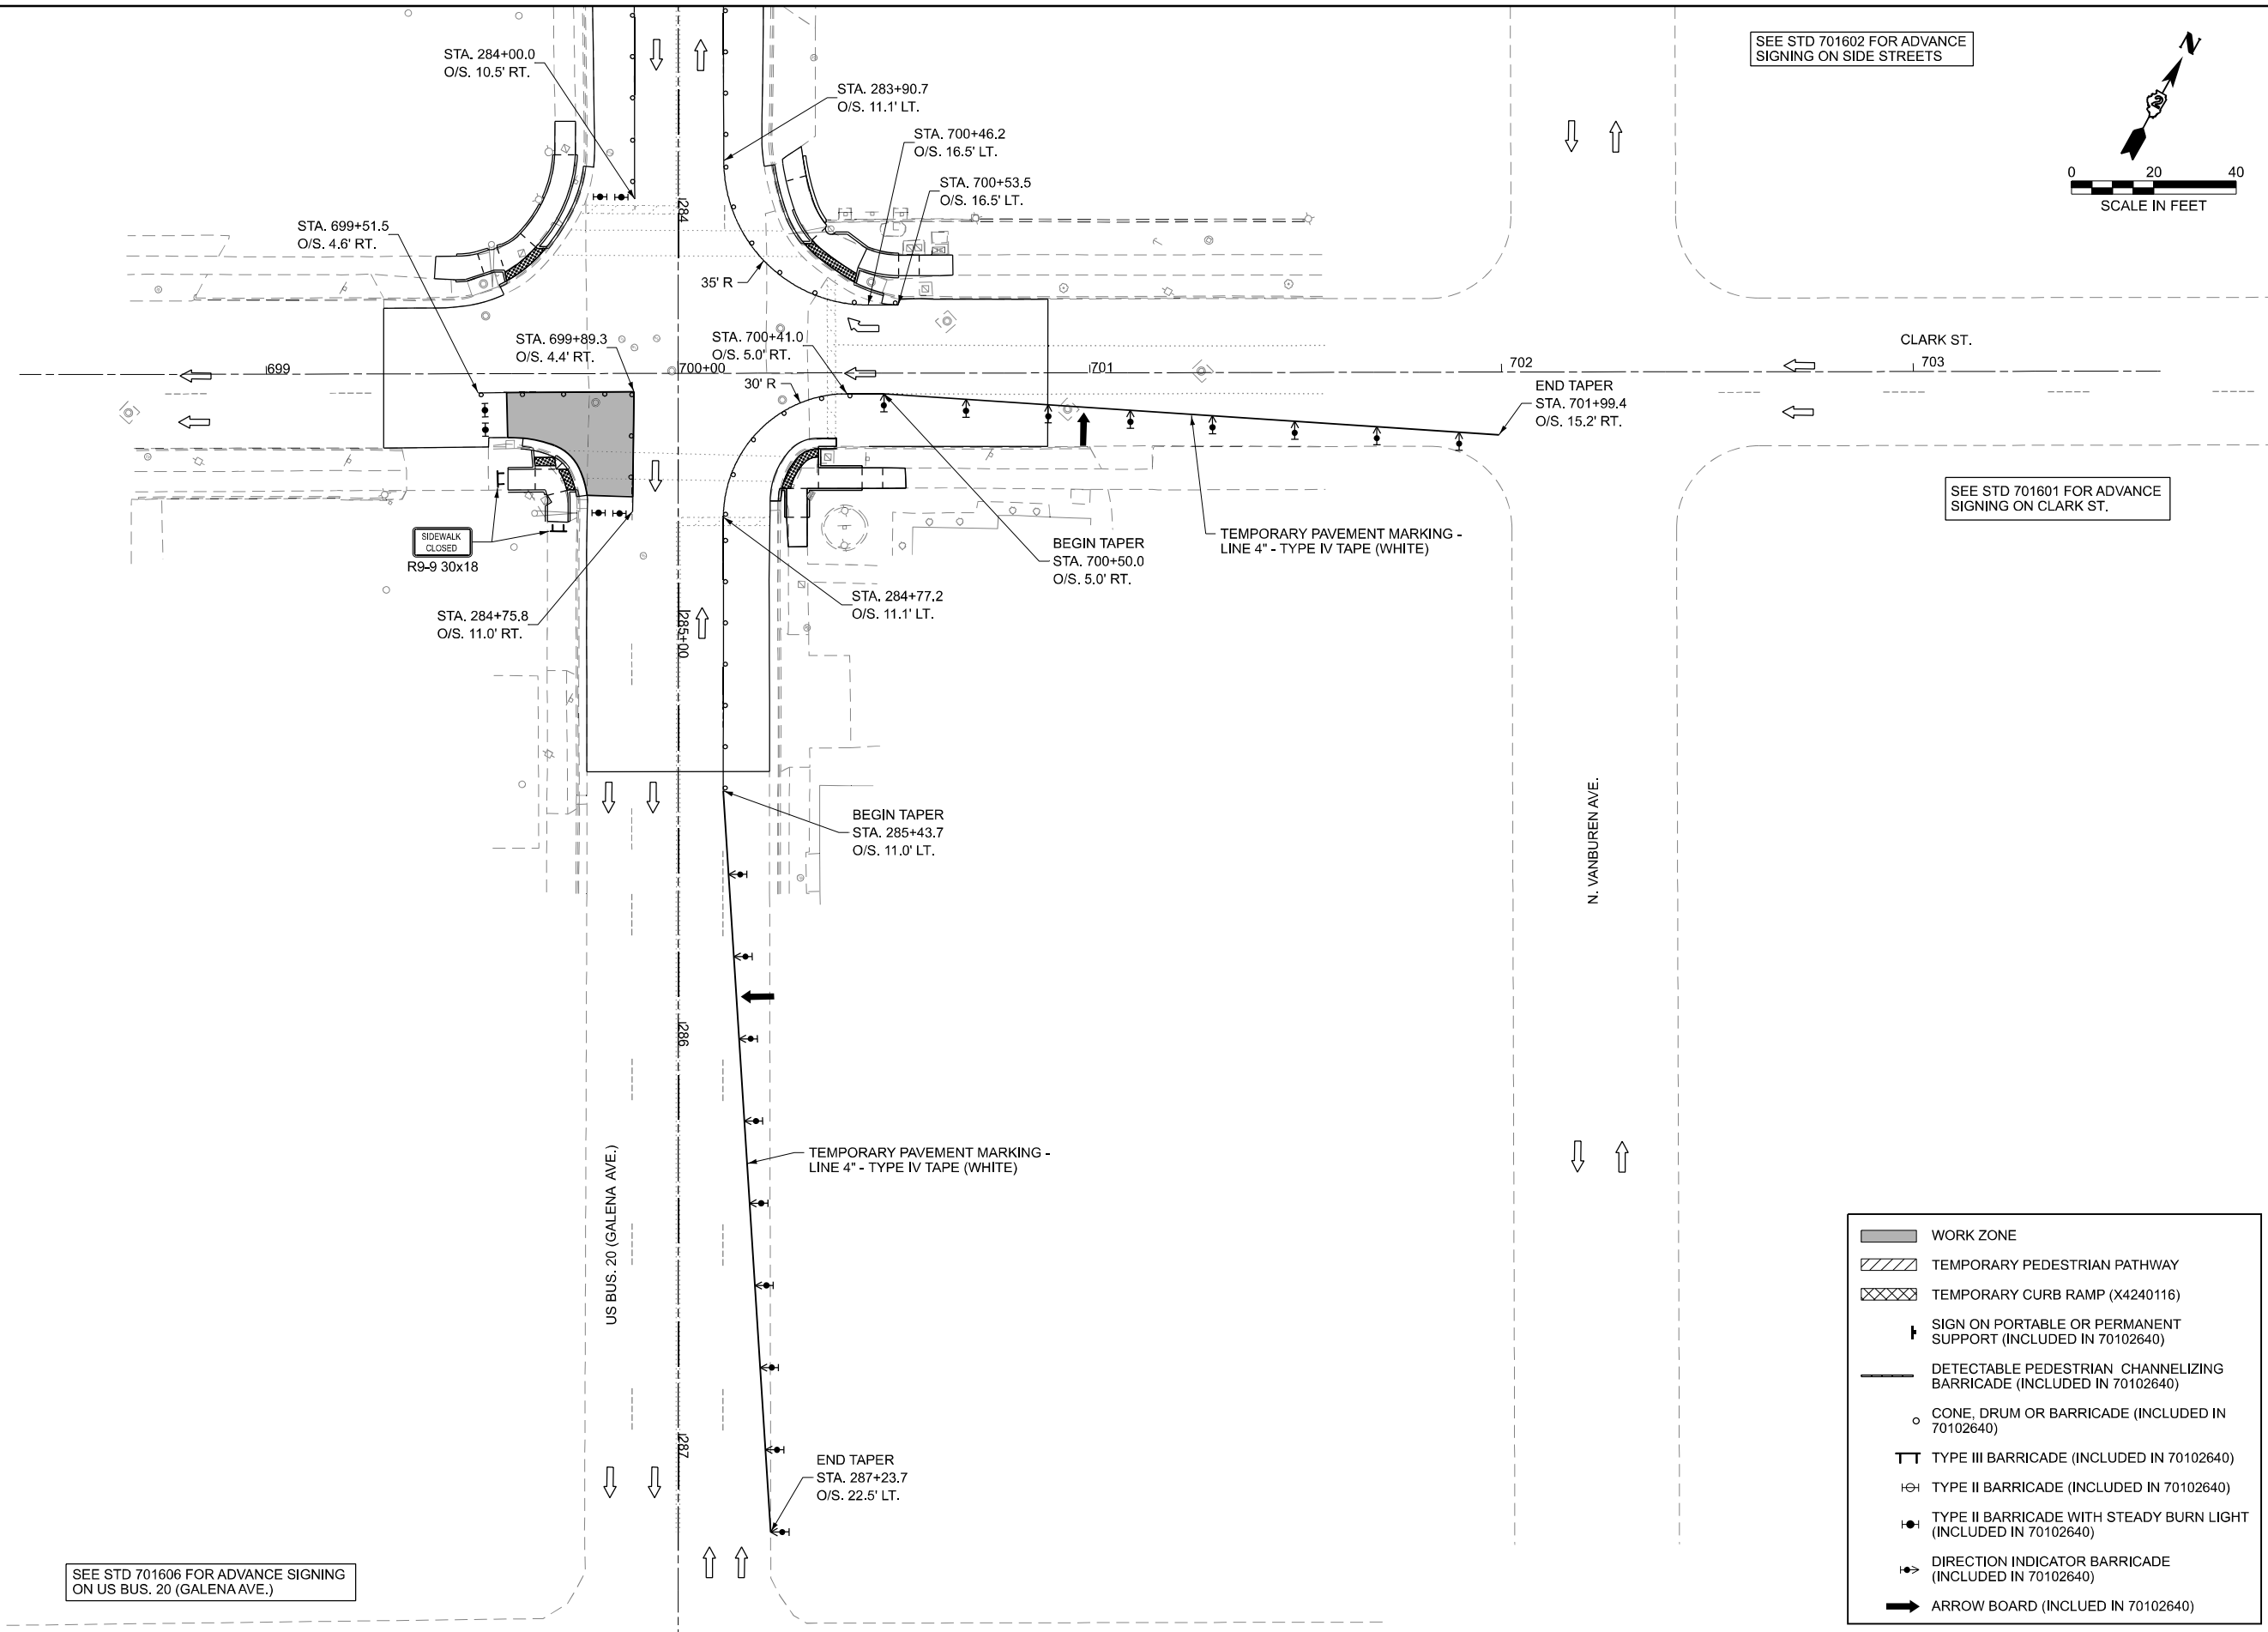 SEE STD 701602 FOR ADVANCE
SIGNING ON SIDE STREETS
N
0 20 40
SCALE IN FEET
STA. 284+00.0
O/S. 10.5' RT.
STA. 283+90.7
O/S. 11.1' LT.
STA. 700+46.2
O/S. 16.5' LT.
STA. 700+53.5
O/S. 16.5' LT.
284
STA. 699+51.5
O/S. 4.6' RT.
35' R
STA. 699+89.3
O/S. 4.4' RT.
STA. 700+41.0
O/S. 5.0' RT.
CLARK ST.
699
700+00
701
702
703
30' R
END TAPER
STA. 701+99.4
O/S. 15.2' RT.
SEE STD 701601 FOR ADVANCE
SIGNING ON CLARK ST.
SIDEWALK
CLOSED
R9-9 30x18
BEGIN TAPER
STA. 700+50.0
O/S. 5.0' RT.
TEMPORARY PAVEMENT MARKING -
LINE 4" - TYPE IV TAPE (WHITE)
STA. 284+75.8
O/S. 11.0' RT.
STA. 284+77.2
O/S. 11.1' LT.
285+00
BEGIN TAPER
STA. 285+43.7
O/S. 11.0' LT.
N. VANBUREN AVE.
286
US BUS. 20 (GALENA AVE.)
TEMPORARY PAVEMENT MARKING -
LINE 4" - TYPE IV TAPE (WHITE)
287
END TAPER
STA. 287+23.7
O/S. 22.5' LT.
SEE STD 701606 FOR ADVANCE SIGNING
ON US BUS. 20 (GALENA AVE.)
WORK ZONE
TEMPORARY PEDESTRIAN PATHWAY
TEMPORARY CURB RAMP (X4240116)
SIGN ON PORTABLE OR PERMANENT
SUPPORT (INCLUDED IN 70102640)
DETECTABLE PEDESTRIAN CHANNELIZING
BARRICADE (INCLUDED IN 70102640)
CONE, DRUM OR BARRICADE (INCLUDED IN
70102640)
TYPE III BARRICADE (INCLUDED IN 70102640)
TYPE II BARRICADE (INCLUDED IN 70102640)
TYPE II BARRICADE WITH STEADY BURN LIGHT
(INCLUDED IN 70102640)
DIRECTION INDICATOR BARRICADE
(INCLUDED IN 70102640)
ARROW BOARD (INCLUED IN 70102640)